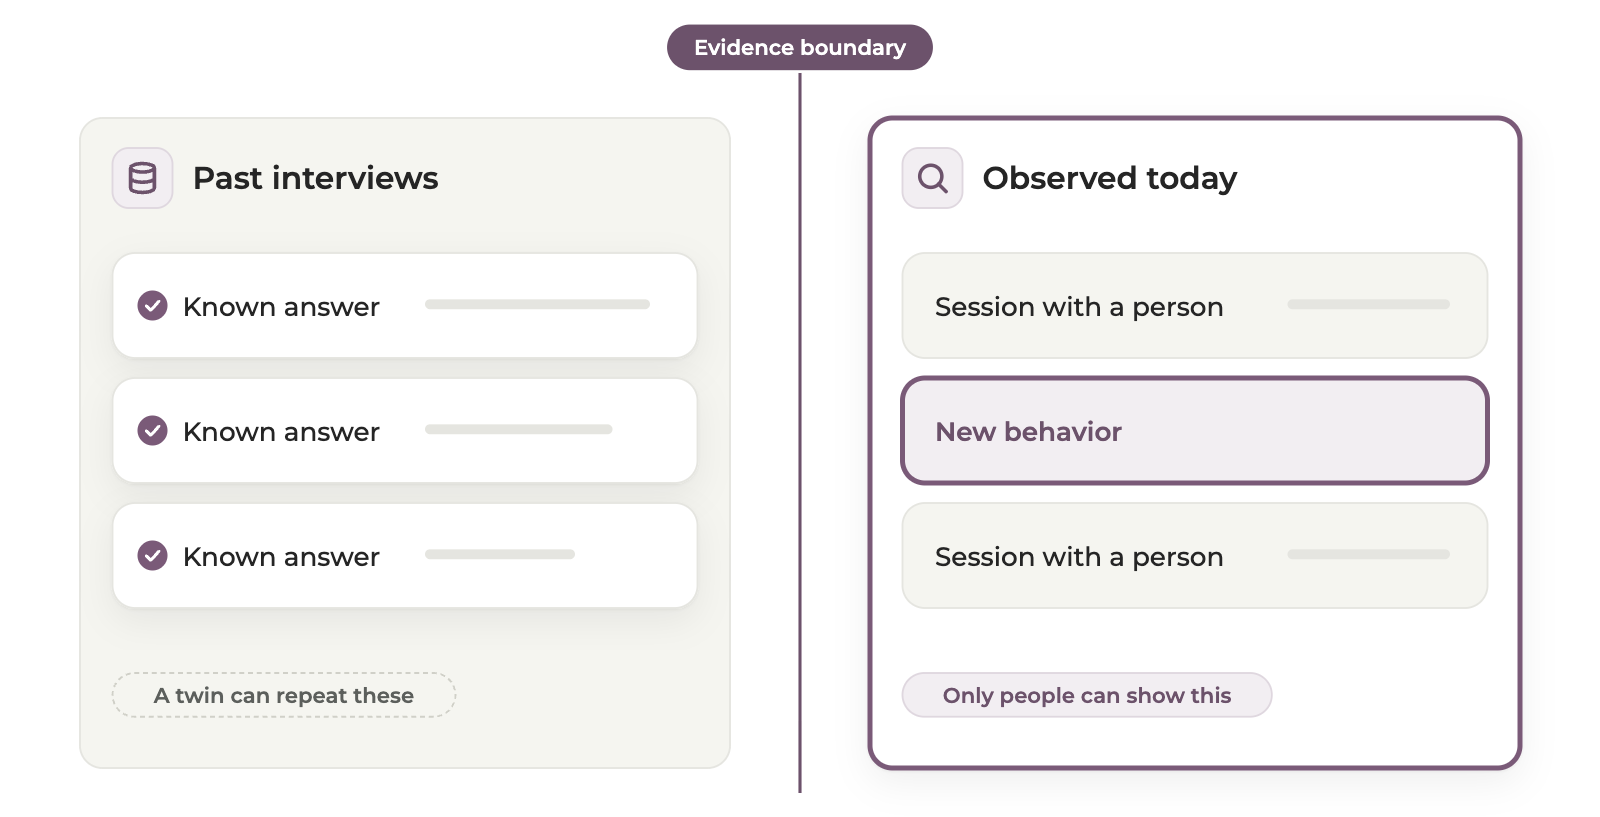 Evidence boundary
Past interviews
Known answer
Known answer
Known answer
A twin can repeat these
Observed today
Session with a person
New behavior
Session with a person
Only people can show this